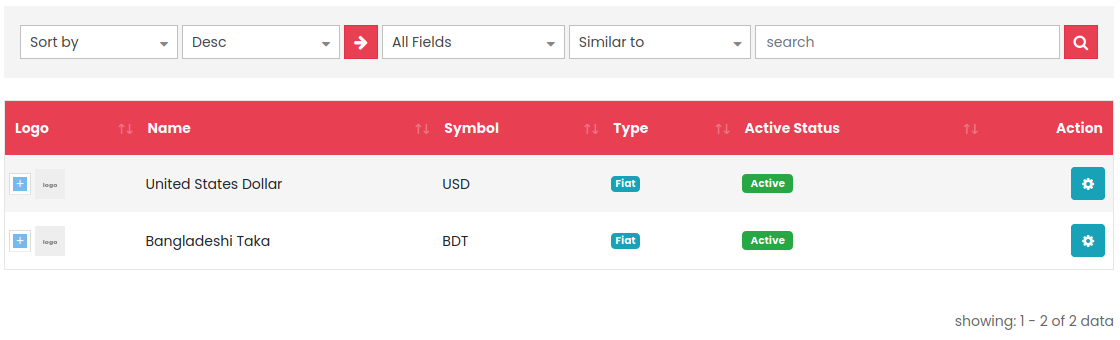 Sort by Desc All Fields Similar to search
Logo Name Symbol Type Active Status Action
logo United States Dollar USD Fiat Active
logo Bangladeshi Taka BDT Fiat Active
showing: 1 - 2 of 2 data